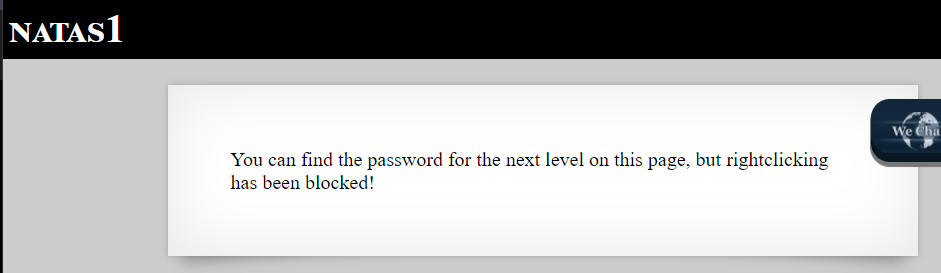 NATAS1
You can find the password for the next level on this page, but rightclicking
has been blocked!
We Cha